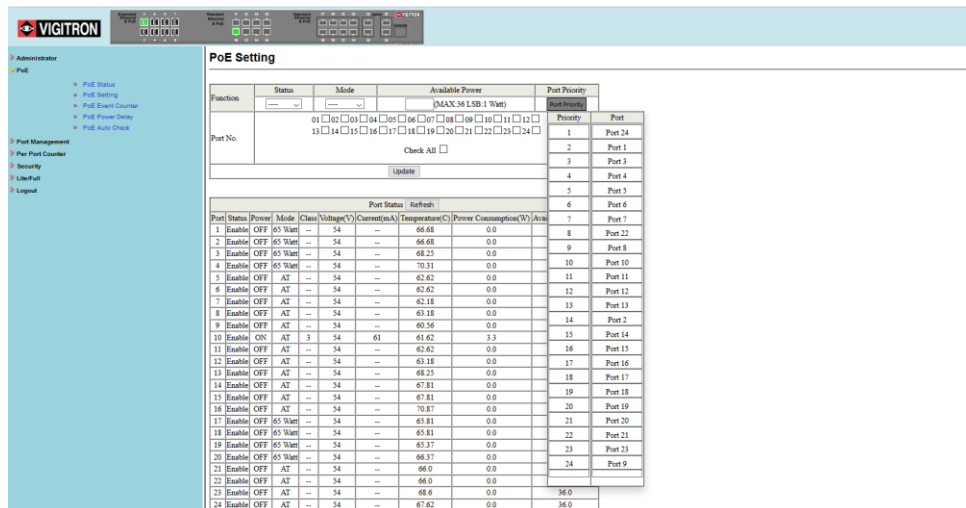 VIGITRON
Administrator
PoE
PoE Status
PoE Setting
PoE Event Counter
PoE Power Delay
PoE Auto Check
Port Management
Per Port Counter
Security
Lite/Full
Logout
PoE Setting
Function Status Mode Available Power Port Priority
---- ---- (MAX:36 LSB:1 Watt) Port Priority
Port No. 01 02 03 04 05 06 07 08 09 10 11 12
13 14 15 16 17 18 19 20 21 22 23 24
Check All
Update
Priority Port
1 Port 24
2 Port 1
3 Port 3
4 Port 4
5 Port 5
6 Port 6
7 Port 7
8 Port 22
9 Port 8
10 Port 10
11 Port 11
12 Port 12
13 Port 13
14 Port 2
15 Port 14
16 Port 15
17 Port 16
18 Port 17
19 Port 18
20 Port 19
21 Port 20
22 Port 21
23 Port 23
24 Port 9
Port Status Refresh
Port Status Power Mode Class Voltage(V) Current(mA) Temperature(C) Power Consumption(W)
1 Enable OFF 65 Watt -- 54 -- 66.68 0.0
2 Enable OFF 65 Watt -- 54 -- 66.68 0.0
3 Enable OFF 65 Watt -- 54 -- 68.25 0.0
4 Enable OFF 65 Watt -- 54 -- 70.31 0.0
5 Enable OFF AT -- 54 -- 62.62 0.0
6 Enable OFF AT -- 54 -- 62.62 0.0
7 Enable OFF AT -- 54 -- 62.18 0.0
8 Enable OFF AT -- 54 -- 63.18 0.0
9 Enable OFF AT -- 54 -- 60.56 0.0
10 Enable ON AT 3 54 61 61.62 3.3
11 Enable OFF AT -- 54 -- 62.62 0.0
12 Enable OFF AT -- 54 -- 63.18 0.0
13 Enable OFF AT -- 54 -- 68.25 0.0
14 Enable OFF AT -- 54 -- 67.81 0.0
15 Enable OFF AT -- 54 -- 67.81 0.0
16 Enable OFF AT -- 54 -- 70.87 0.0
17 Enable OFF 65 Watt -- 54 -- 65.81 0.0
18 Enable OFF 65 Watt -- 54 -- 65.81 0.0
19 Enable OFF 65 Watt -- 54 -- 65.37 0.0
20 Enable OFF 65 Watt -- 54 -- 66.37 0.0
21 Enable OFF AT -- 54 -- 66.0 0.0
22 Enable OFF AT -- 54 -- 66.0 0.0
23 Enable OFF AT -- 54 -- 68.6 0.0 36.0
24 Enable OFF AT -- 54 -- 67.62 0.0 36.0